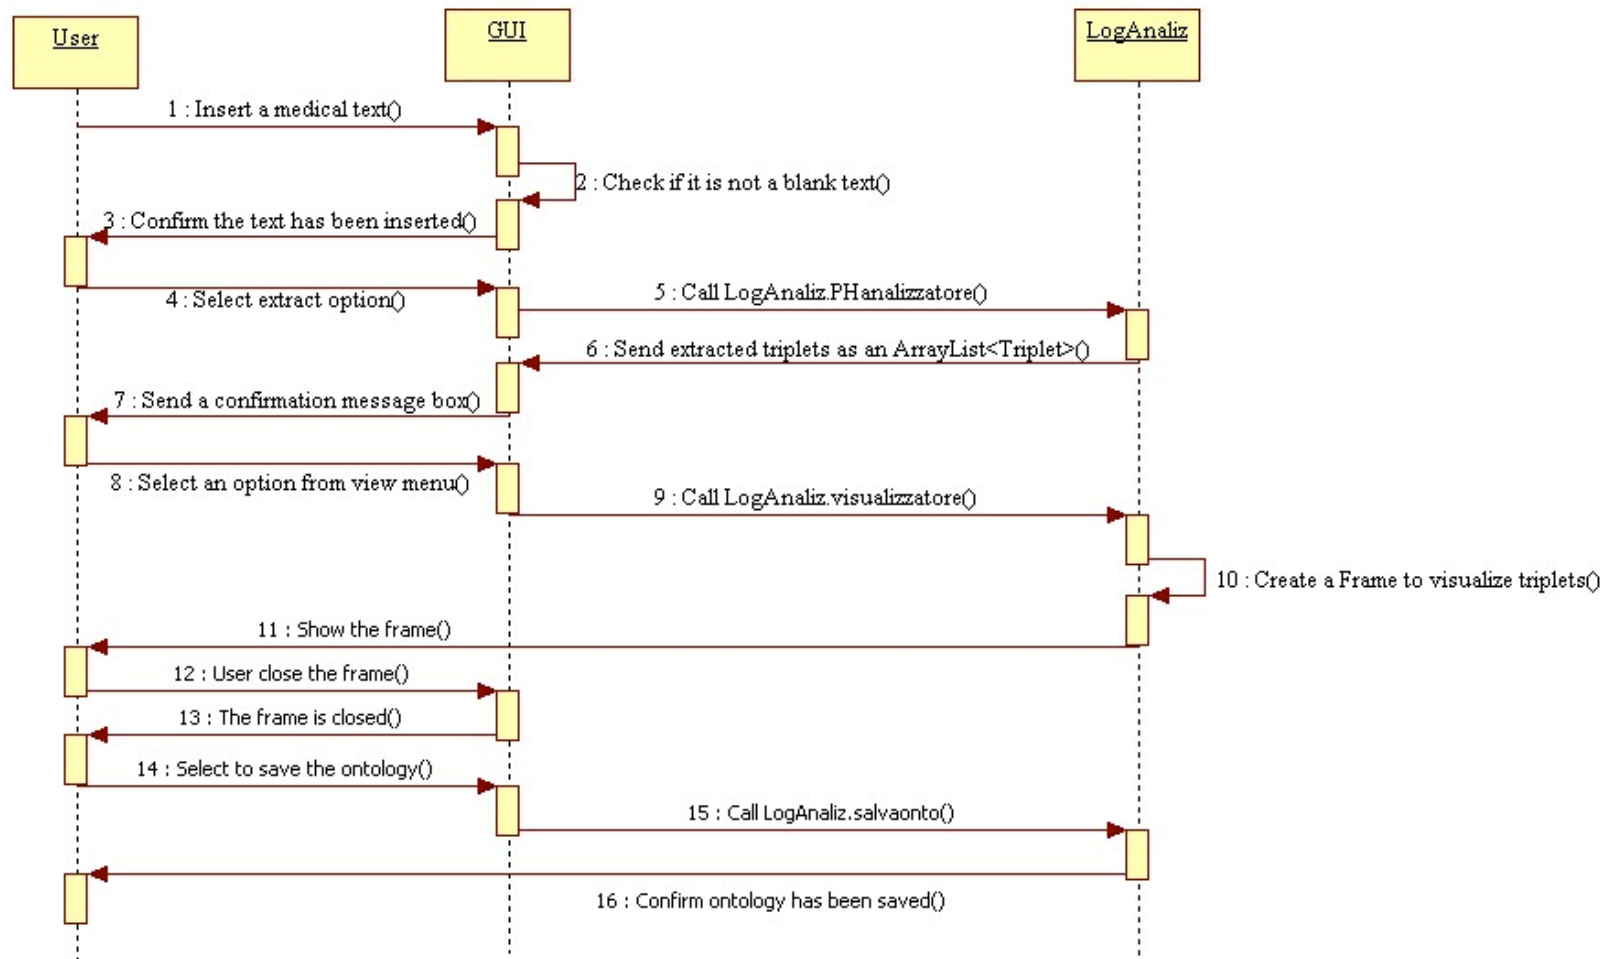 User
GUI
LogAnaliz
1 : Insert a medical text()
2 : Check if it is not a blank text()
3 : Confirm the text has been inserted()
4 : Select extract option()
5 : Call LogAnaliz.PHanalizzatore()
6 : Send extracted triplets as an ArrayList<Triplet>()
7 : Send a confirmation message box()
8 : Select an option from view menu()
9 : Call LogAnaliz.visualizzatore()
10 : Create a Frame to visualize triplets()
11 : Show the frame()
12 : User close the frame()
13 : The frame is closed()
14 : Select to save the ontology()
15 : Call LogAnaliz.salvaonto()
16 : Confirm ontology has been saved()